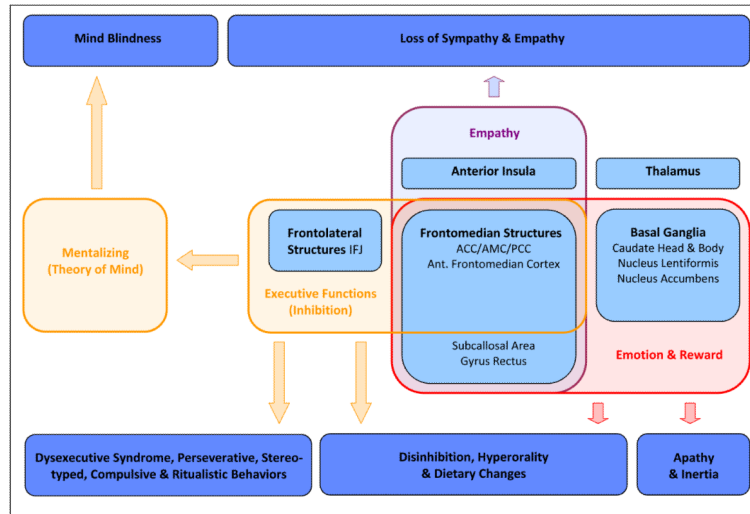 Mind Blindness
Loss of Sympathy & Empathy
Empathy
Anterior Insula
Thalamus
Mentalizing
(Theory of Mind)
Frontolateral
Structures IFJ
Executive Functions
(Inhibition)
Frontomedian Structures
ACC/AMC/PCC
Ant. Frontomedian Cortex
Subcallosal Area
Gyrus Rectus
Basal Ganglia
Caudate Head & Body
Nucleus Lentiformis
Nucleus Accumbens
Emotion & Reward
Dysexecutive Syndrome, Perseverative, Stereo-
typed, Compulsive & Ritualistic Behaviors
Disinhibition, Hyperorality
& Dietary Changes
Apathy
& Inertia